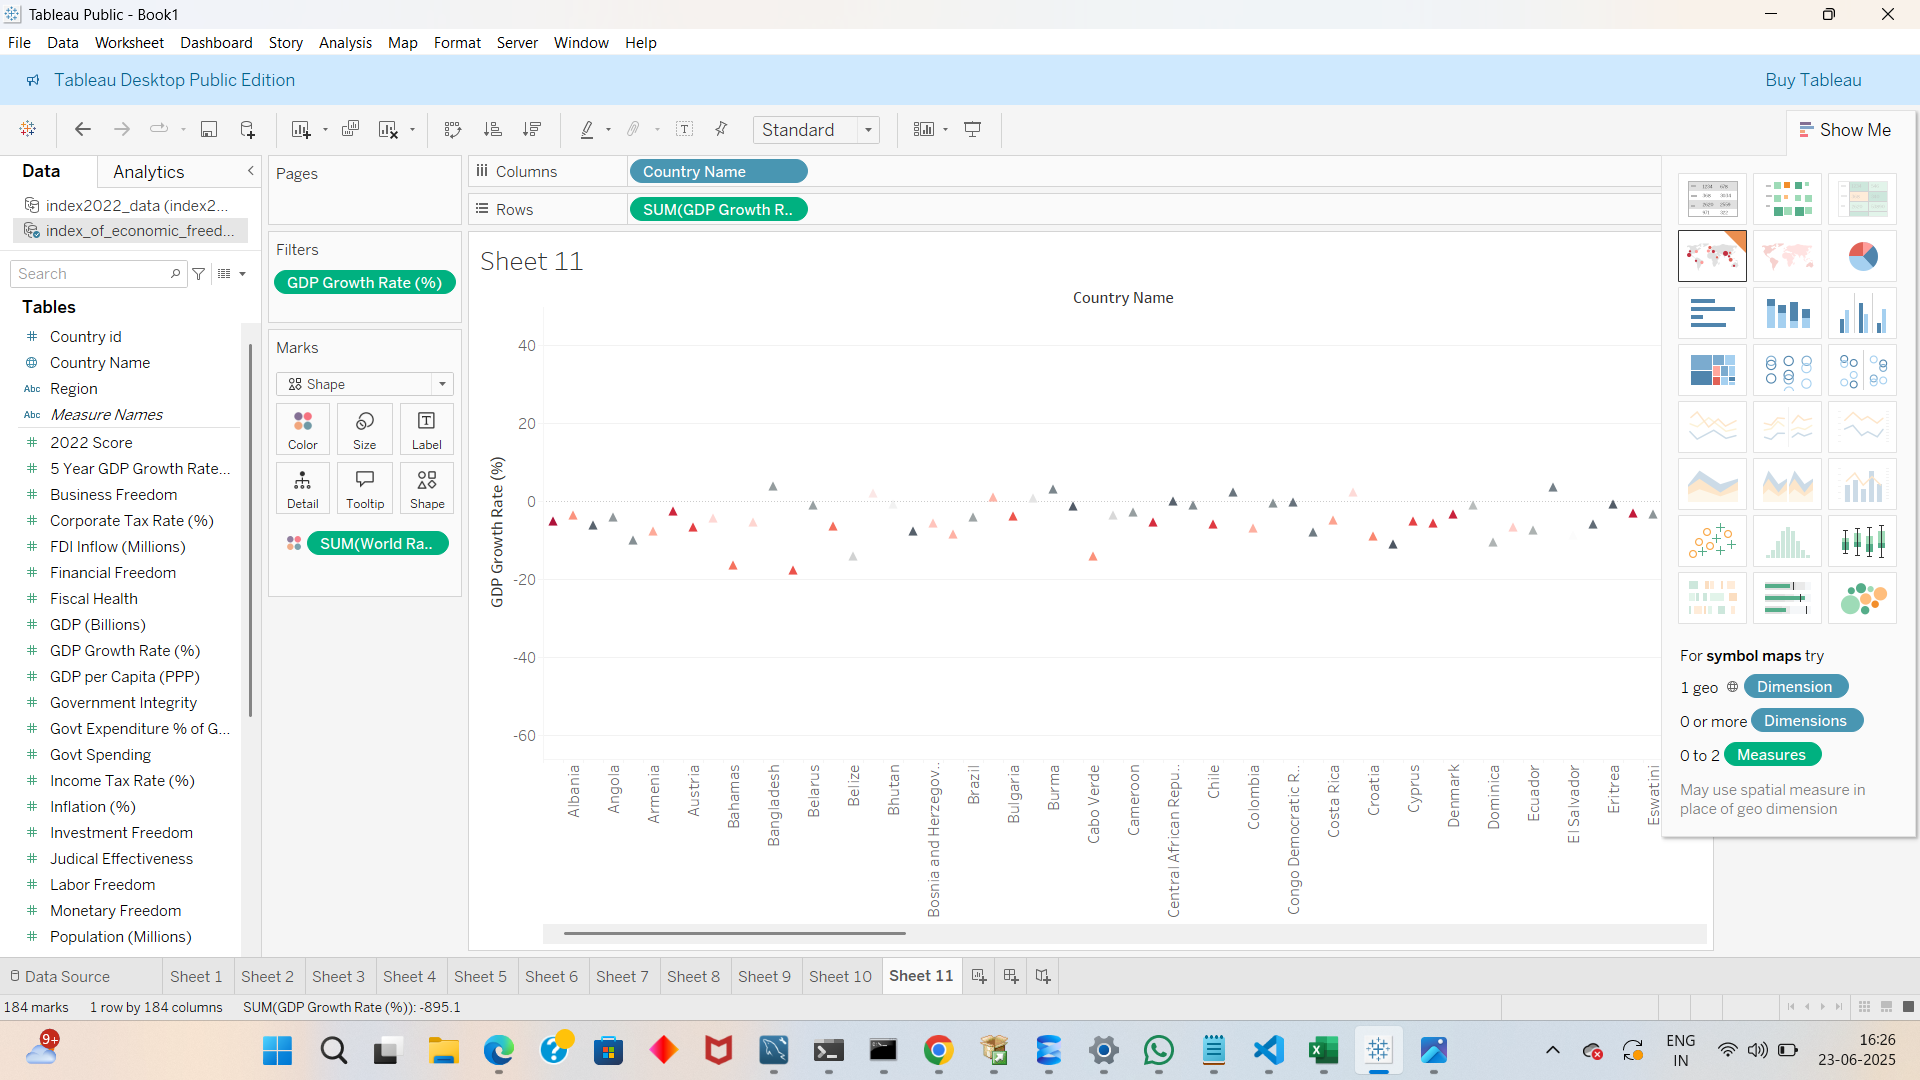 Tableau Public - Book1
File Data Worksheet Dashboard Story Analysis Map Format Server Window Help
Tableau Desktop Public Edition
Buy Tableau
Standard
Show Me
Data
Analytics
index2022_data (index2...
index_of_economic_freed...
Search
Tables
Country id
Country Name
Abc Region
Abc Measure Names
2022 Score
5 Year GDP Growth Rate...
Business Freedom
Corporate Tax Rate (%)
FDI Inflow (Millions)
Financial Freedom
Fiscal Health
GDP (Billions)
GDP Growth Rate (%)
GDP per Capita (PPP)
Government Integrity
Govt Expenditure % of G...
Govt Spending
Income Tax Rate (%)
Inflation (%)
Investment Freedom
Judical Effectiveness
Labor Freedom
Monetary Freedom
Population (Millions)
Pages
Filters
GDP Growth Rate (%)
Marks
Shape
Color Size Label
Detail Tooltip Shape
SUM(World Ra..
Columns Country Name
Rows SUM(GDP Growth R..
Sheet 11
Country Name
GDP Growth Rate (%)
40
20
0
-20
-40
-60
Albania
Angola
Armenia
Austria
Bahamas
Bangladesh
Belarus
Belize
Bhutan
Bosnia and Herzegov..
Brazil
Bulgaria
Burma
Cabo Verde
Cameroon
Central African Repu..
Chile
Colombia
Congo Democratic R..
Costa Rica
Croatia
Cyprus
Denmark
Dominica
Ecuador
El Salvador
Eritrea
Eswatini
For symbol maps try
1 geo Dimension
0 or more Dimensions
0 to 2 Measures
May use spatial measure in
place of geo dimension
Data Source Sheet 1 Sheet 2 Sheet 3 Sheet 4 Sheet 5 Sheet 6 Sheet 7 Sheet 8 Sheet 9 Sheet 10 Sheet 11
184 marks 1 row by 184 columns SUM(GDP Growth Rate (%)): -895.1
9+
ENG
IN
16:26
23-06-2025